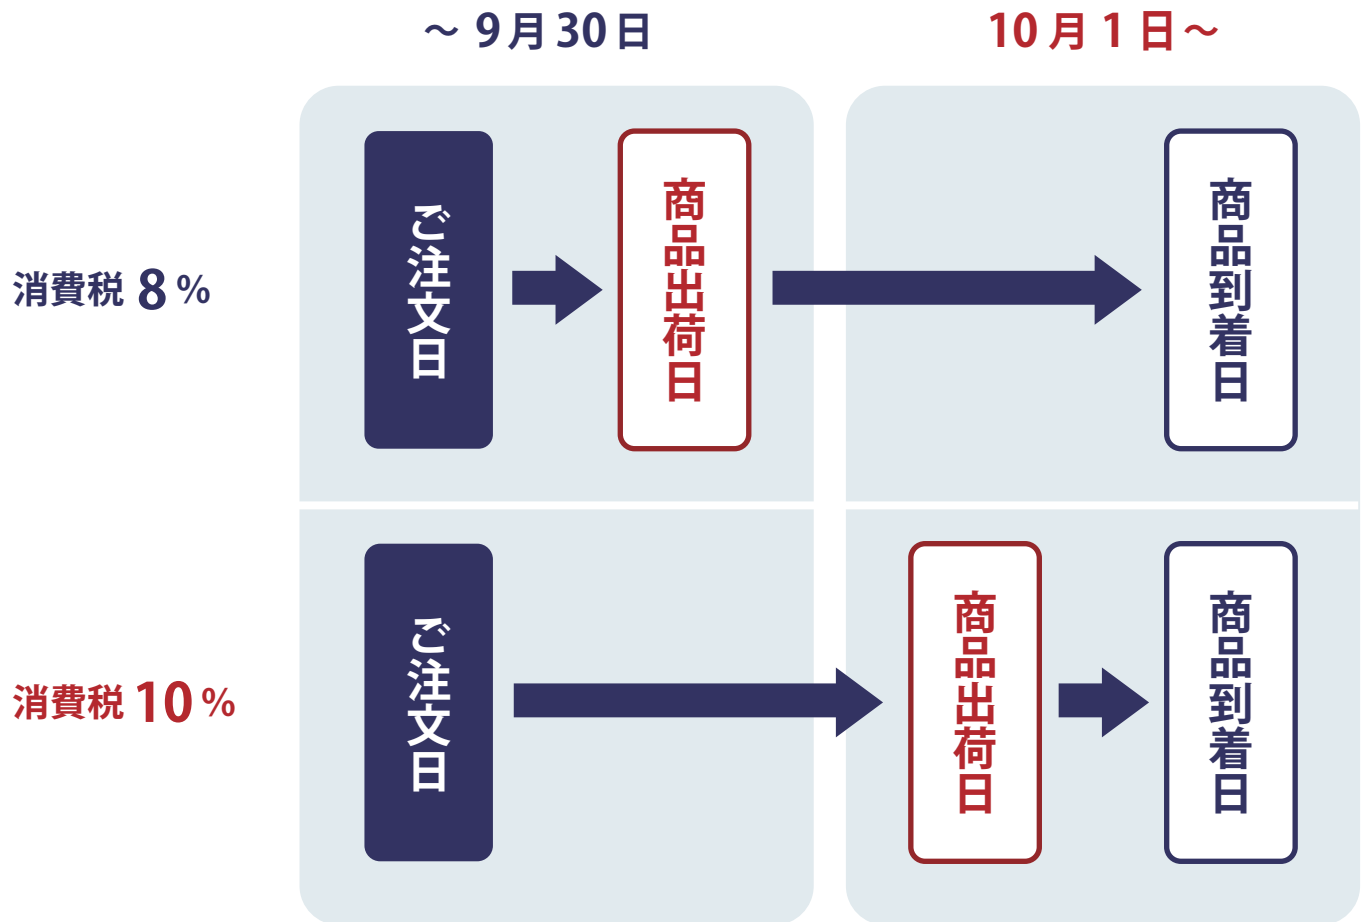 〜 9月30日
10月1日〜
消費税 8 %
ご注文日
商品出荷日
商品到着日
消費税 10 %
ご注文日
商品出荷日
商品到着日